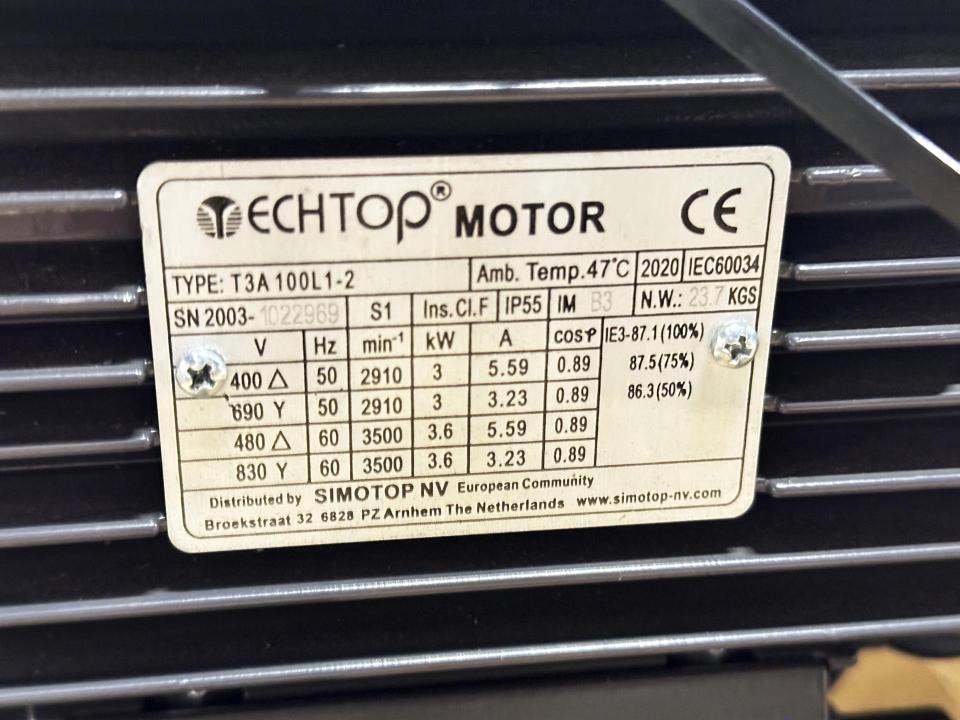 TECHTOP® MOTOR CE
TYPE: T3A 100L1-2 Amb. Temp.47°C 2020 IEC60034
SN 2003-1022969 S1 Ins.Cl.F IP55 IM B3 N.W.: 23.7 KGS
V Hz min⁻¹ kW A cosφ IE3-87.1(100%)
400 △ 50 2910 3 5.59 0.89 87.5(75%)
690 Y 50 2910 3 3.23 0.89 86.3(50%)
480 △ 60 3500 3.6 5.59 0.89
830 Y 60 3500 3.6 3.23 0.89
Distributed by SIMOTOP NV European Community
Broekstraat 32 6828 PZ Arnhem The Netherlands www.simotop-nv.com